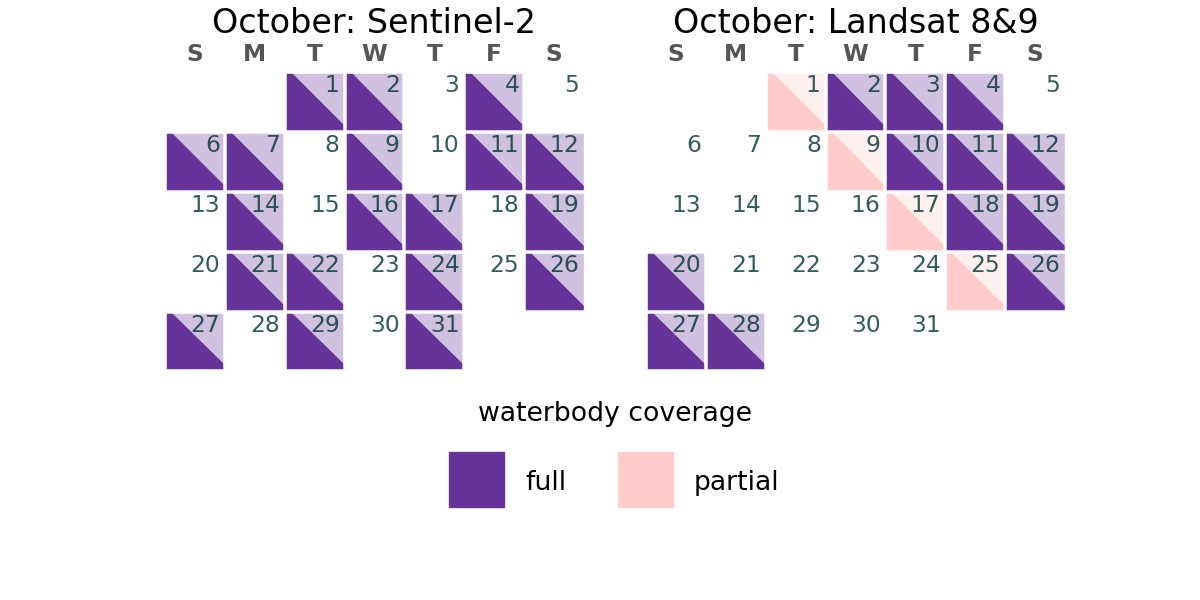 October: Sentinel-2
S M T W T F S
1 2 3 4 5
6 7 8 9 10 11 12
13 14 15 16 17 18 19
20 21 22 23 24 25 26
27 28 29 30 31
October: Landsat 8&9
S M T W T F S
1 2 3 4 5
6 7 8 9 10 11 12
13 14 15 16 17 18 19
20 21 22 23 24 25 26
27 28 29 30 31
waterbody coverage
full partial